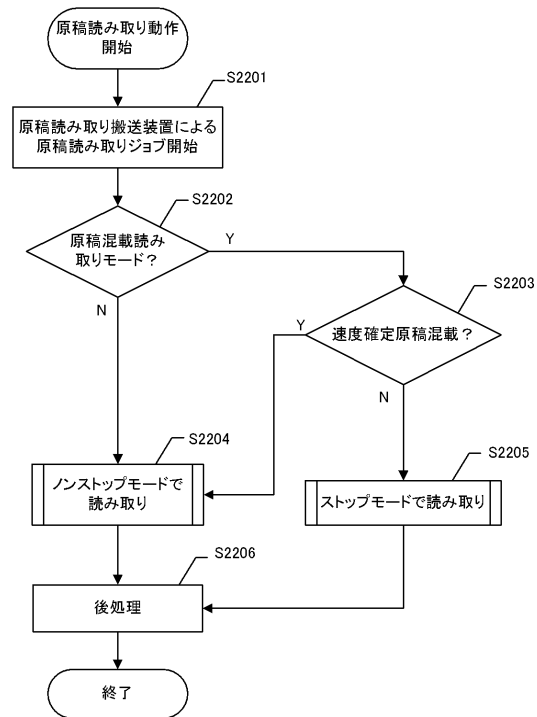 原稿読み取り動作
開始
S2201
原稿読み取り搬送装置による
原稿読み取りジョブ開始
S2202
原稿混載読み
取りモード？
Y
N
S2203
速度確定原稿混載？
Y
N
S2204
ノンストップモードで
読み取り
S2205
ストップモードで読み取り
S2206
後処理
終了